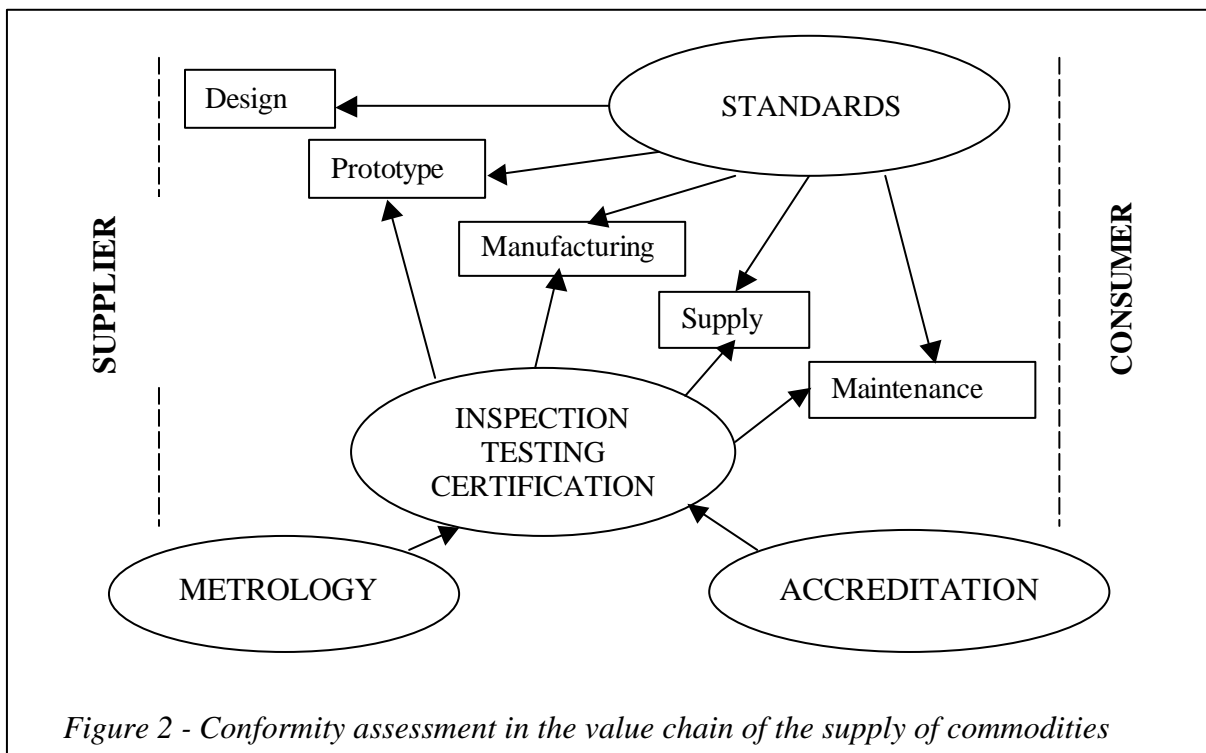 Design
STANDARDS
Prototype
Manufacturing
SUPPLIER
CONSUMER
Supply
Maintenance
INSPECTION
TESTING
CERTIFICATION
METROLOGY
ACCREDITATION
Figure 2 - Conformity assessment in the value chain of the supply of commodities